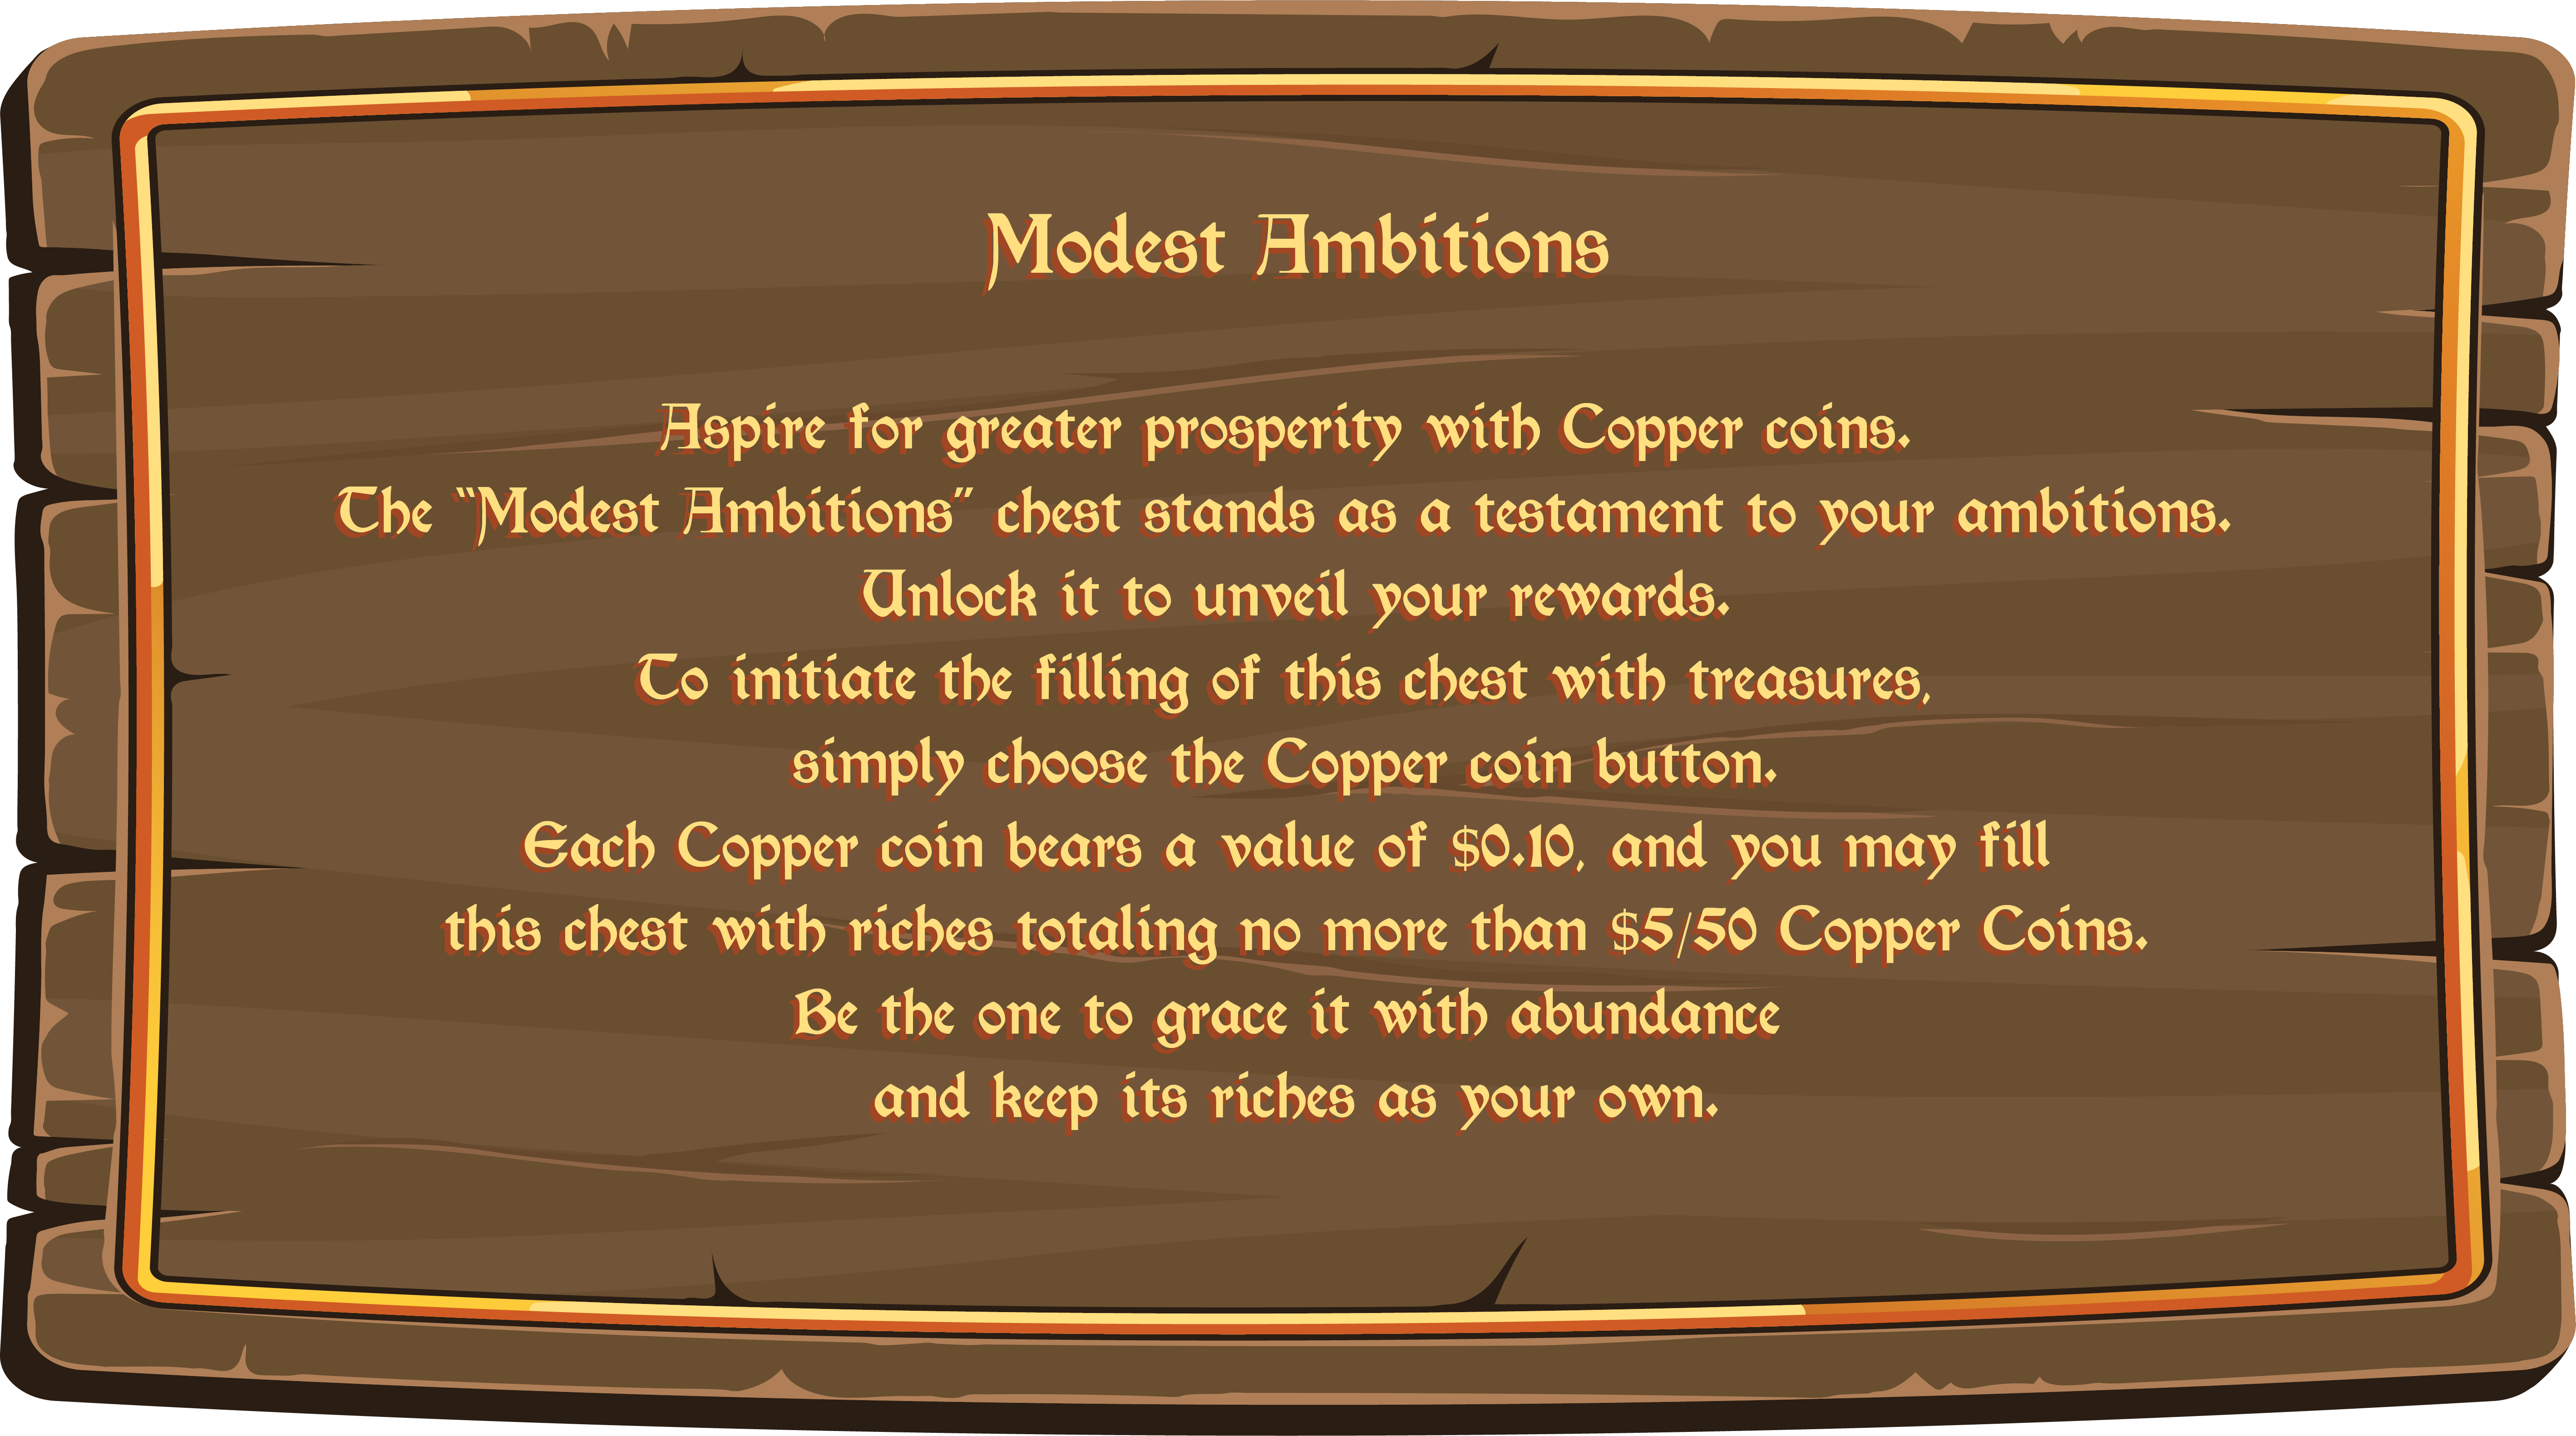 Modest Ambitions
Aspire for greater prosperity with Copper coins.
The "Modest Ambitions" chest stands as a testament to your ambitions.
Unlock it to unveil your rewards.
To initiate the filling of this chest with treasures,
simply choose the Copper coin button.
Each Copper coin bears a value of $0.10, and you may fill
this chest with riches totaling no more than $5/50 Copper Coins.
Be the one to grace it with abundance
and keep its riches as your own.